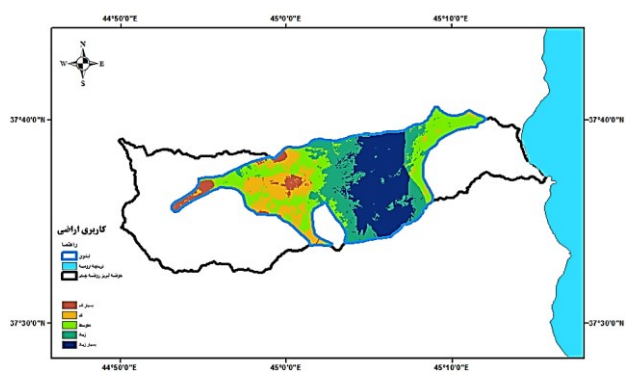 44°50'0"E 45°0'0"E 45°10'0"E
N
W E
S
37°40'0"N 37°40'0"N
کاربری اراضی
راهنما
آبخوان
دریاچه ارومیه
بسیار کم
کم
متوسط
زیاد
بسیار زیاد
37°30'0"N 37°30'0"N
44°50'0"E 45°0'0"E 45°10'0"E